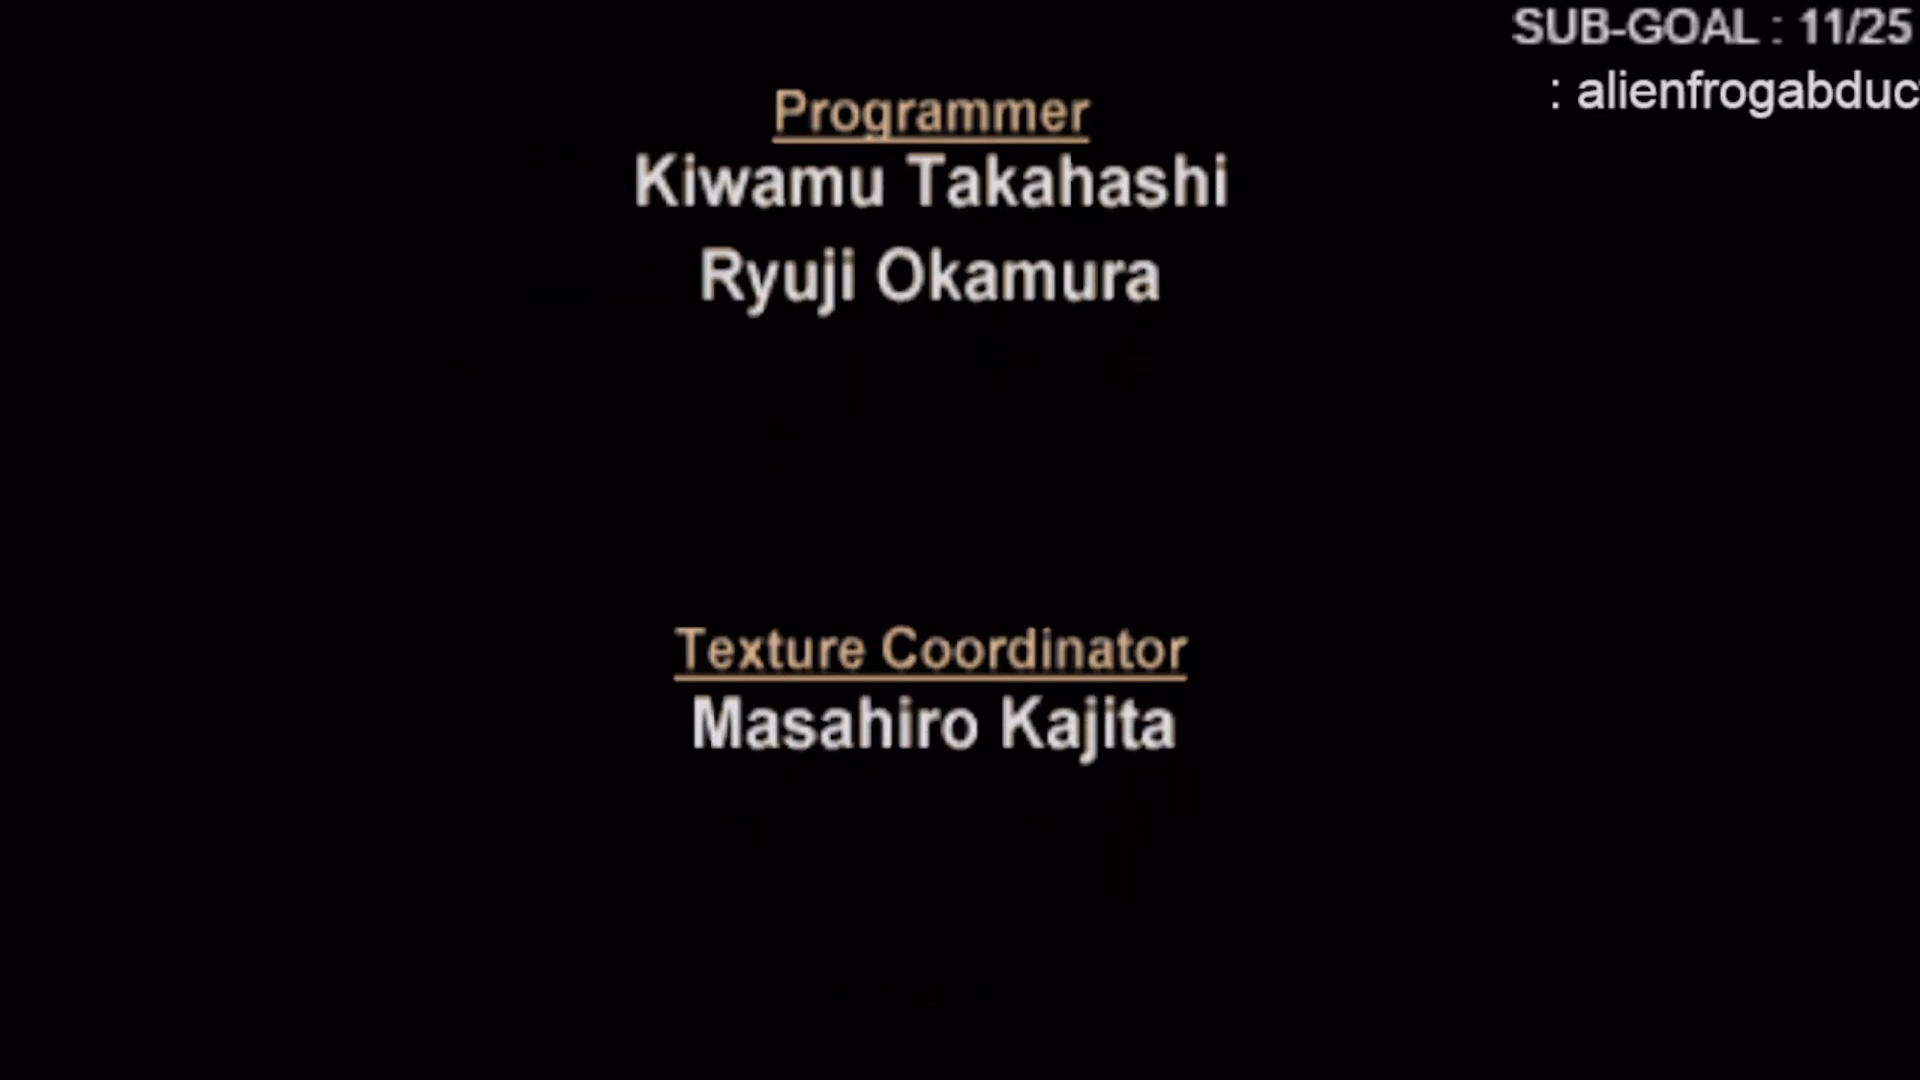 SUB-GOAL : 11/25
: alienfrogabduc
Programmer
Kiwamu Takahashi
Ryuji Okamura
Texture Coordinator
Masahiro Kajita